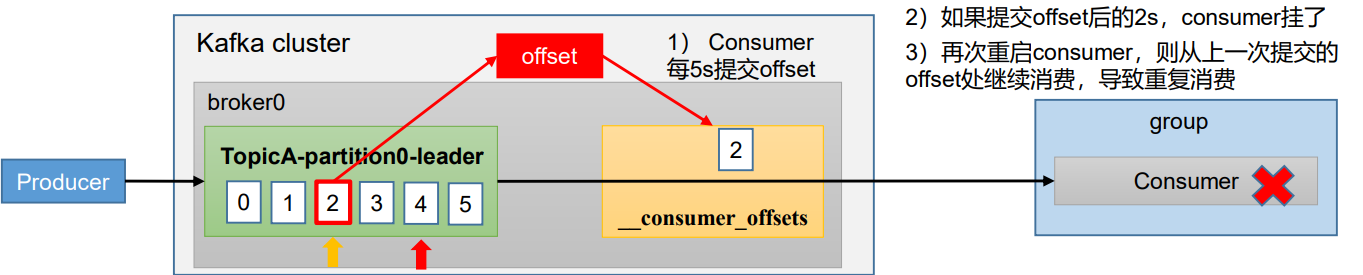 Kafka cluster
offset
1） Consumer
每5s提交offset
2）如果提交offset后的2s，consumer挂了
3）再次重启consumer，则从上一次提交的
offset处继续消费，导致重复消费
broker0
Producer
TopicA-partition0-leader
0 1 2 3 4 5
2
__consumer_offsets
group
Consumer